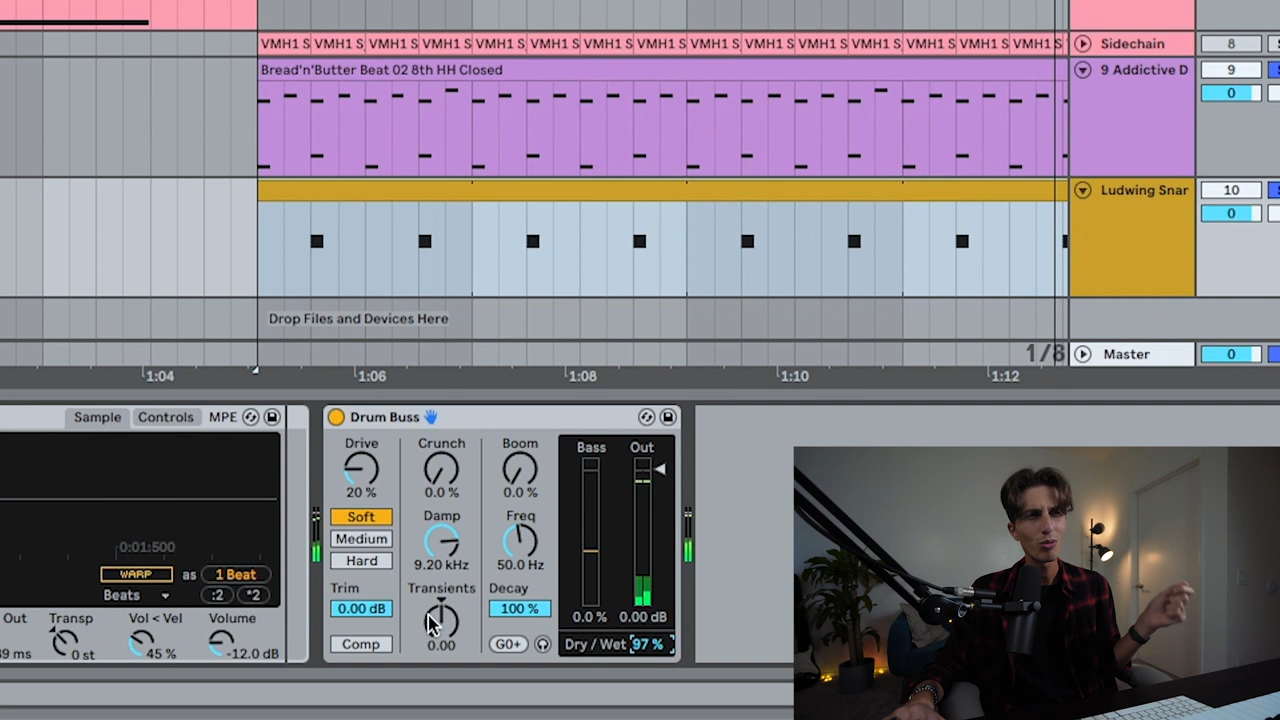 VMH1 S VMH1 S VMH1 S VMH1 S VMH1 S VMH1 S VMH1 S VMH1 S VMH1 S VMH1 S VMH1 S VMH1 S VMH1 S VMH1 S VMH1 S
Sidechain 8
Bread'n'Butter Beat 02 8th HH Closed
9 Addictive D 9
0
Ludwing Snar 10
0
Drop Files and Devices Here
1/8
Master 0
1:04 1:06 1:08 1:10 1:12
Sample Controls MPE
Drum Buss
Drive Crunch Boom Bass Out
20 % 0.0 % 0.0 %
Soft Damp Freq
Medium
Hard 9.20 kHz 50.0 Hz
0:01:500
WARP as 1 Beat
Beats :2 *2
Trim Transients Decay
0.00 dB 100 % 0.0 % 0.00 dB
Out Transp Vol < Vel Volume
Comp 0.00 GO+ Dry / Wet 97 %
39 ms 0 st 45 % -12.0 dB